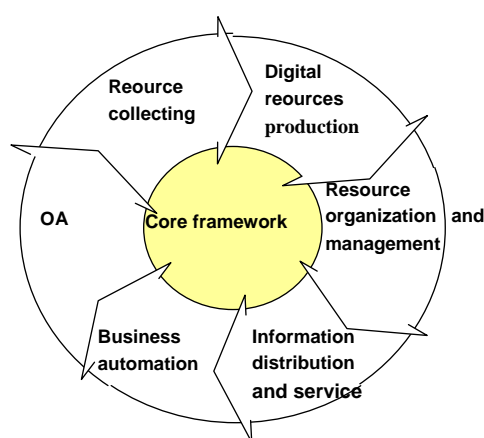 Reource
collecting
Digital
reources
production
Resource
organization and
management
Information
distribution
and service
Business
automation
OA
Core framework